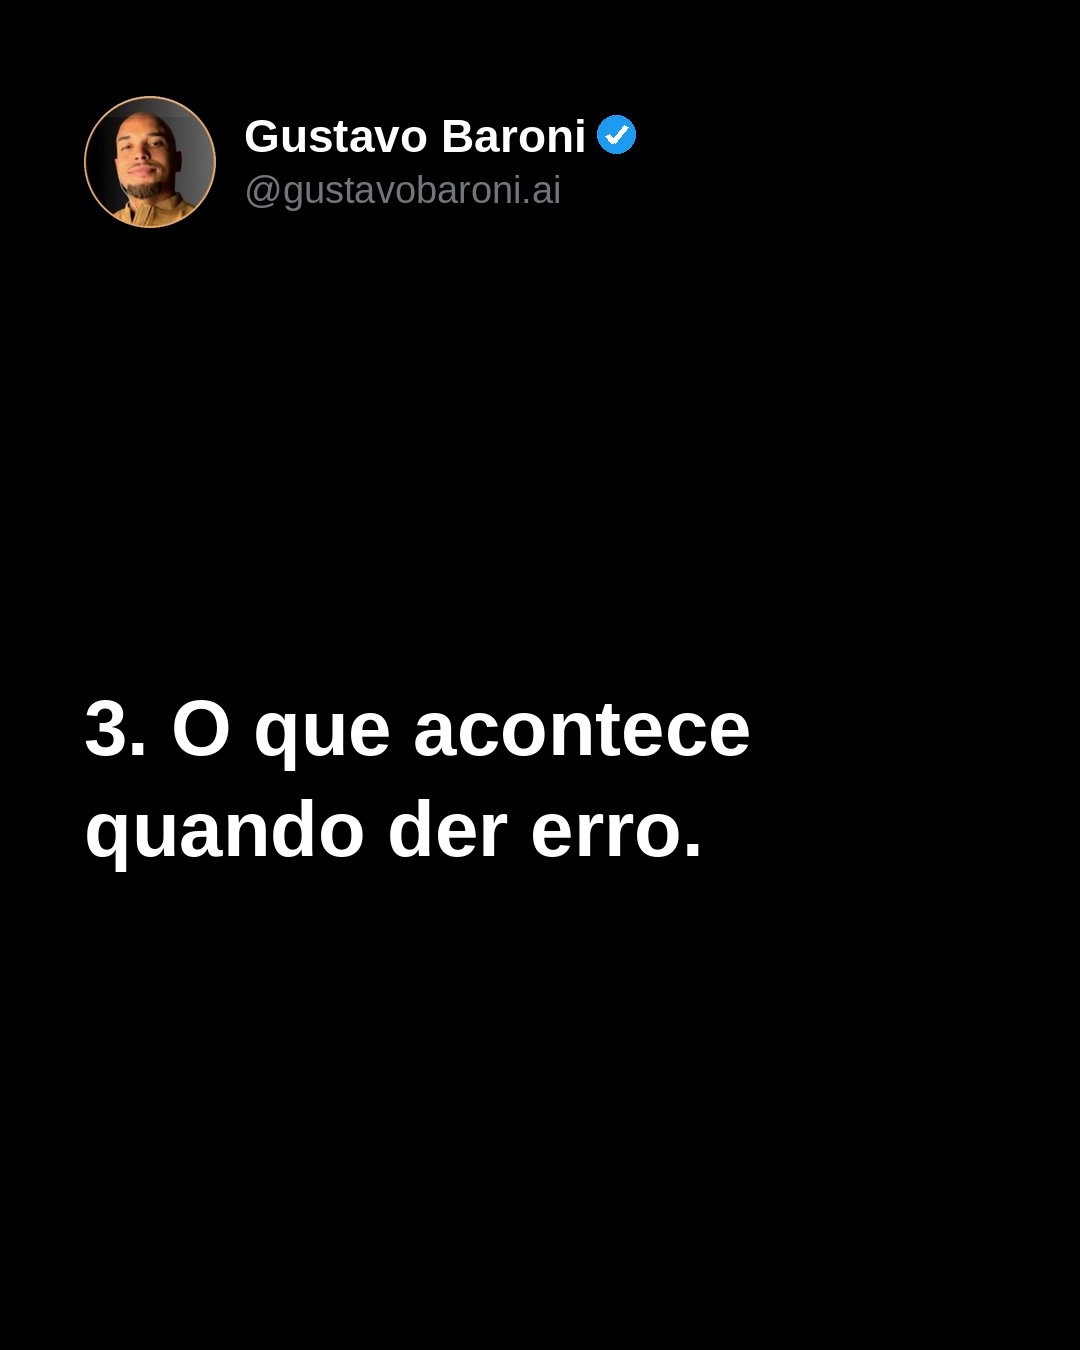 Gustavo Baroni
@gustavobaroni.ai
3. O que acontece
quando der erro.